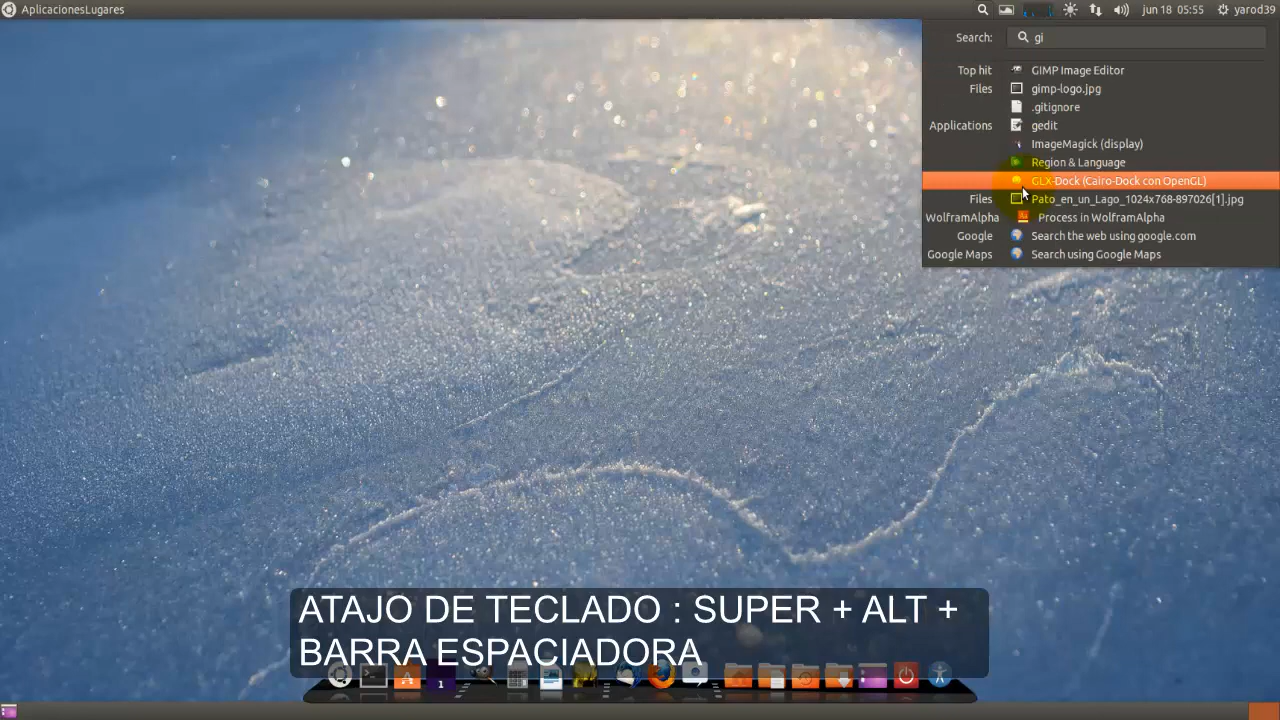 AplicacionesLugares
jun 18 05:55 yarod39
Search: gi
Top hit GIMP Image Editor
Files gimp-logo.jpg
.gitignore
Applications gedit
ImageMagick (display)
Region & Language
GLX-Dock (Cairo-Dock con OpenGL)
Files Pato_en_un_Lago_1024x768-897026[1].jpg
WolframAlpha Process in WolframAlpha
Google Search the web using google.com
Google Maps Search using Google Maps
ATAJO DE TECLADO : SUPER + ALT +
BARRA ESPACIADORA
1